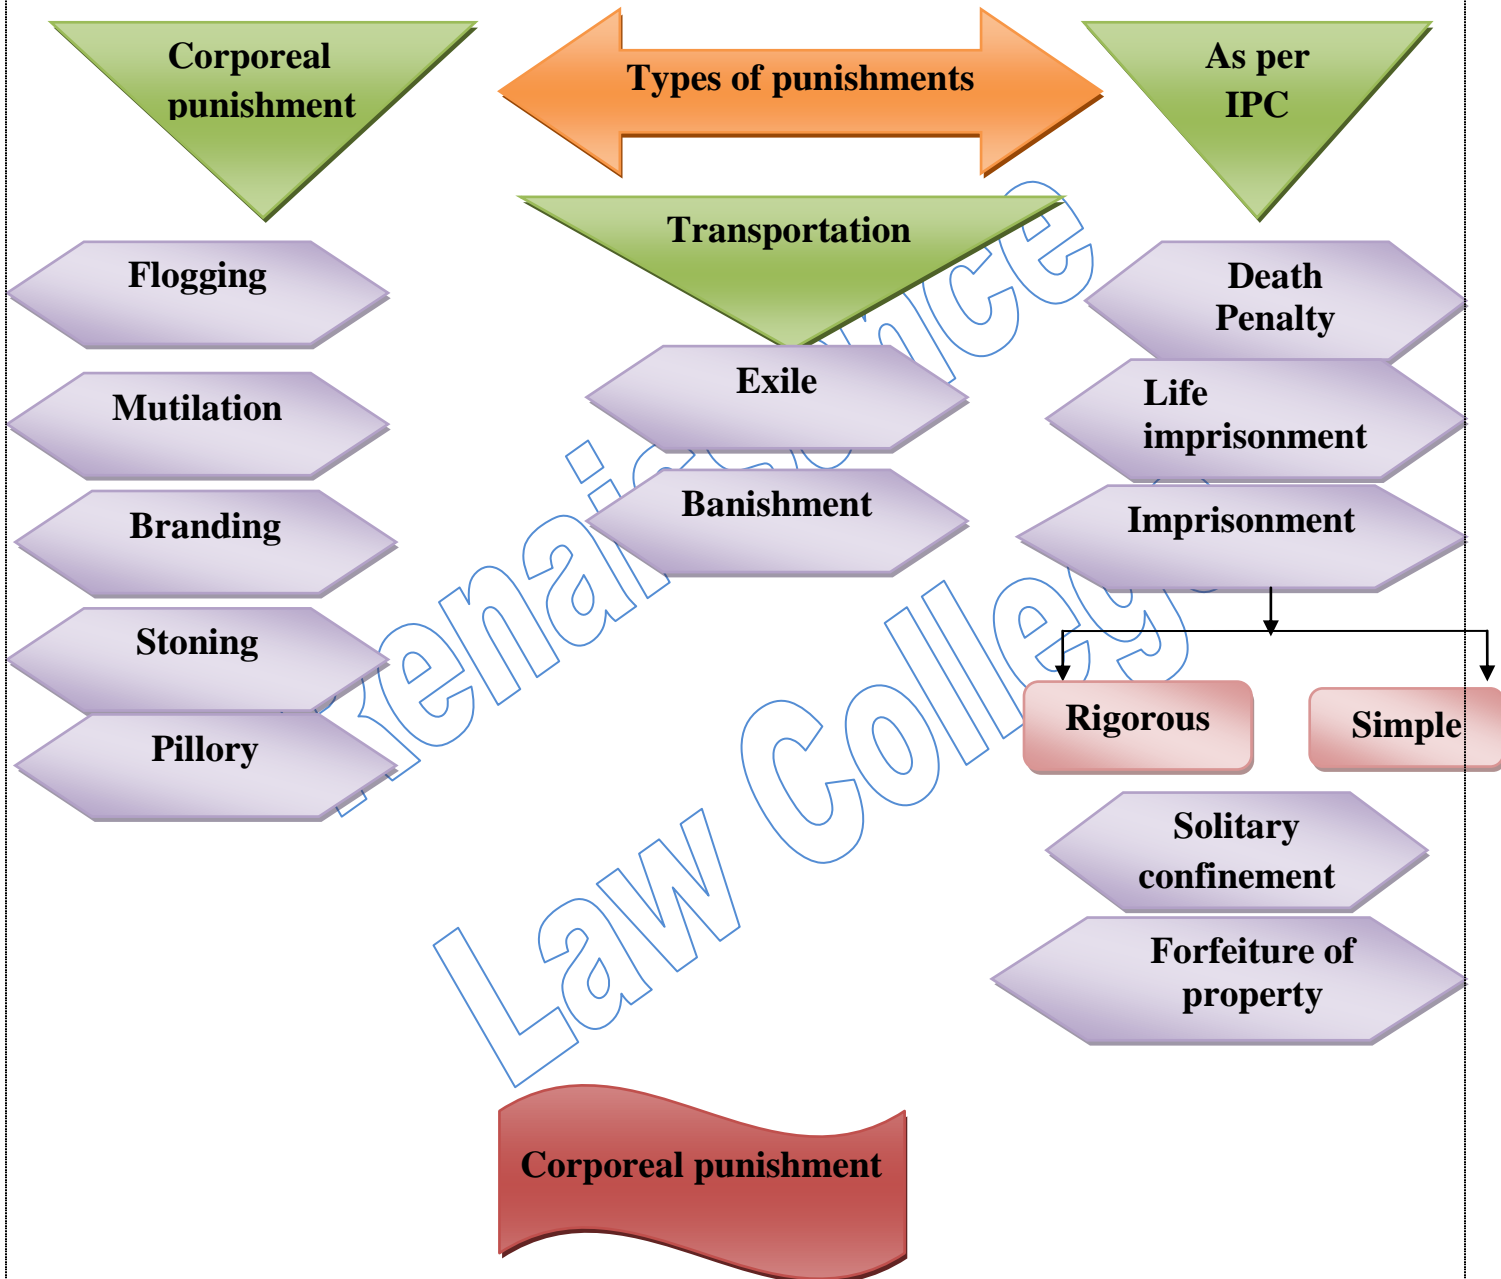 Corporeal
punishment
Types of punishments
As per
IPC
Transportation
Flogging
Mutilation
Branding
Stoning
Pillory
Exile
Banishment
Death
Penalty
Life
imprisonment
Imprisonment
Rigorous
Simple
Solitary
confinement
Forfeiture of
property
Renaissance
Law College
Corporeal punishment